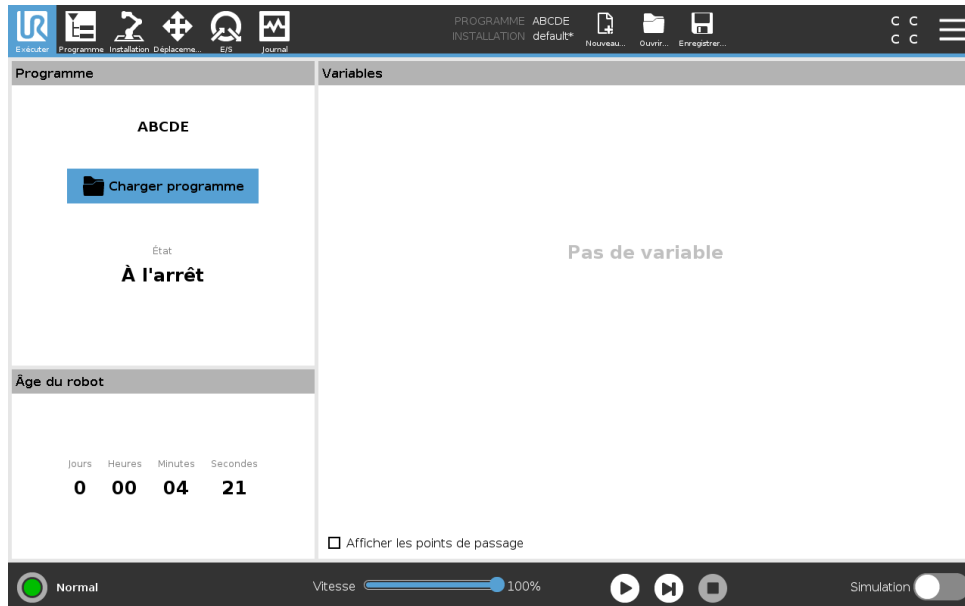 PROGRAMME ABCDE
INSTALLATION default*
Exécuter Programme Installation Déplaceme... E/S Journal
Nouveau... Ouvrir... Enregistrer...
C C
C C
Programme
ABCDE
Charger programme
État
À l'arrêt
Âge du robot
Jours Heures Minutes Secondes
0 00 04 21
Variables
Pas de variable
Afficher les points de passage
Normal
Vitesse 100%
Simulation